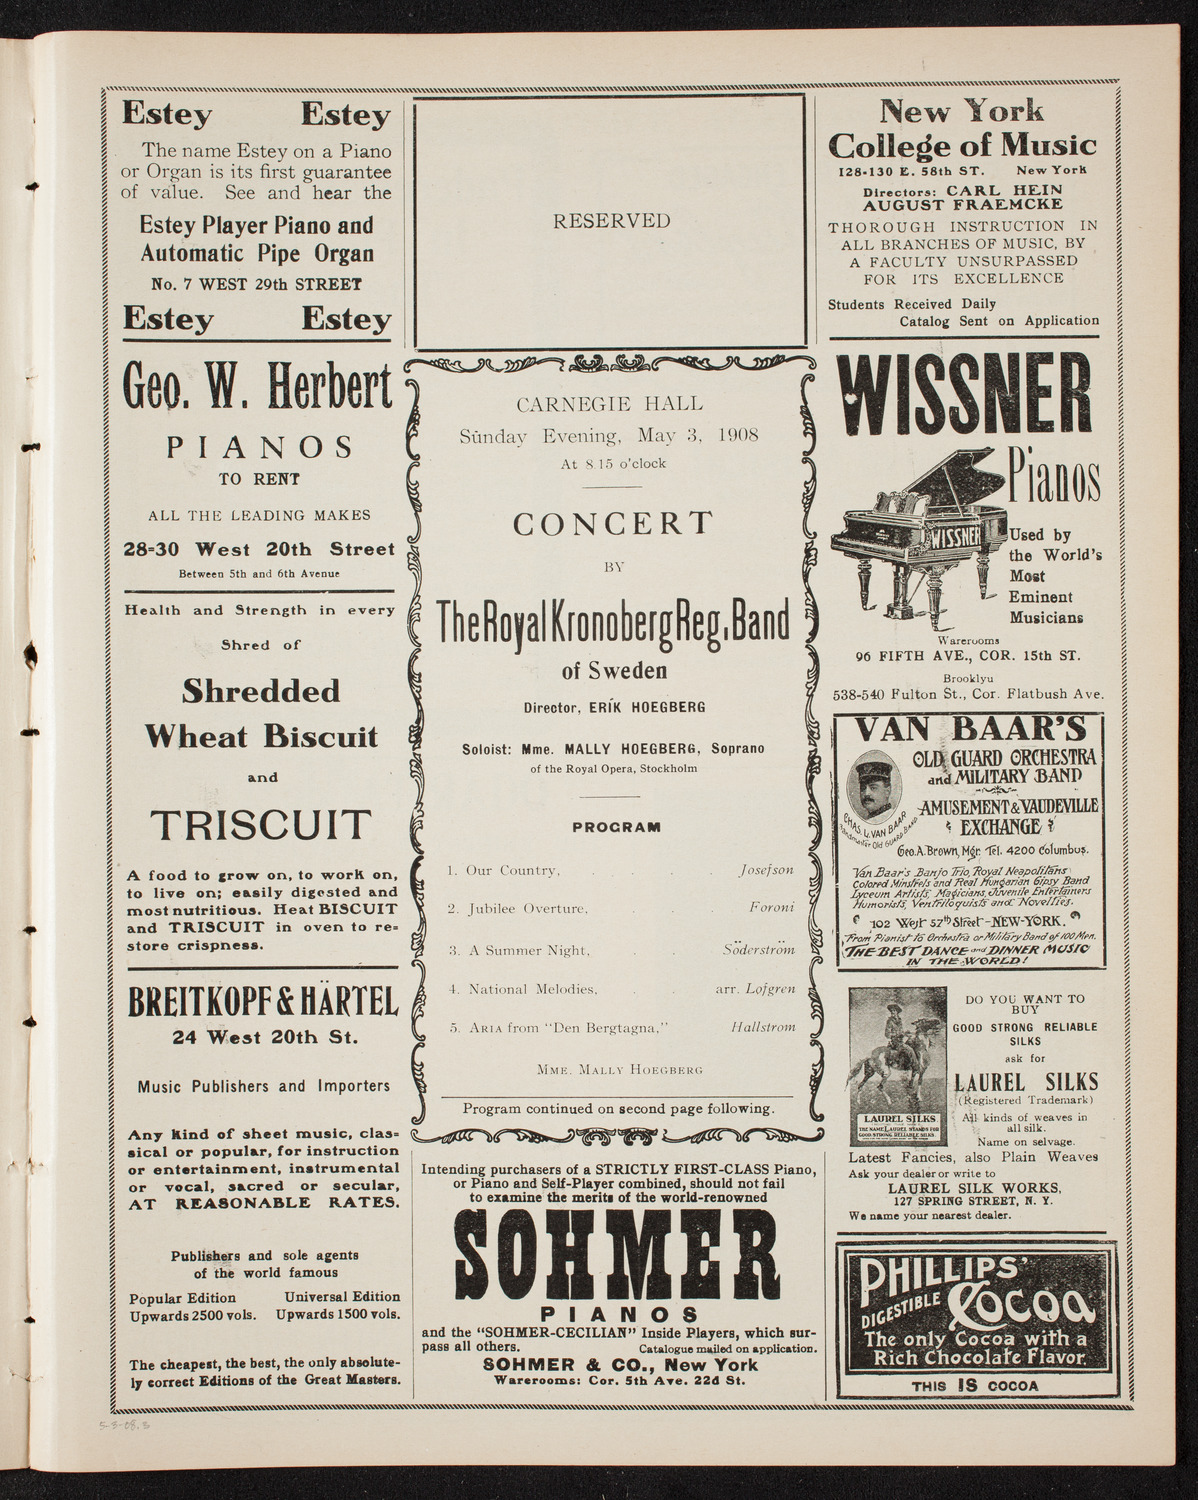 Estey Estey
The name Estey on a Piano
or Organ is its first guarantee
of value. See and hear the
Estey Player Piano and
Automatic Pipe Organ
No. 7 WEST 29th STREET
Estey Estey
Geo. W. Herbert
PIANOS
TO RENT
ALL THE LEADING MAKES
28=30 West 20th Street
Between 5th and 6th Avenue
Health and Strength in every
Shred of
Shredded
Wheat Biscuit
and
TRISCUIT
A food to grow on, to work on,
to live on; easily digested and
most nutritious. Heat BISCUIT
and TRISCUIT in oven to re=
store crispness.
BREITKOPF & HÄRTEL
24 West 20th St.
Music Publishers and Importers
Any kind of sheet music, clas=
sical or popular, for instruction
or entertainment, instrumental
or vocal, sacred or secular,
AT REASONABLE RATES.
Publishers and sole agents
of the world famous
Popular Edition Universal Edition
Upwards 2500 vols. Upwards 1500 vols.
The cheapest, the best, the only absolute-
ly correct Editions of the Great Masters.
RESERVED
CARNEGIE HALL
Sunday Evening, May 3, 1908
At 8.15 o'clock
CONCERT
BY
The Royal Kronoberg Reg. Band
of Sweden
Director, ERIK HOEGBERG
Soloist: Mme. MALLY HOEGBERG, Soprano
of the Royal Opera, Stockholm
PROGRAM
1. Our Country, . . . . Josefson
2. Jubilee Overture, . . . Foroni
3. A Summer Night, . . Söderström
4. National Melodies, . . arr. Lofgren
5. ARIA from "Den Bergtagna," Hallstrom
MME. MALLY HOEGBERG
Program continued on second page following.
Intending purchasers of a STRICTLY FIRST-CLASS Piano,
or Piano and Self-Player combined, should not fail
to examine the merits of the world-renowned
SOHMER
PIANOS
and the "SOHMER-CECILIAN" Inside Players, which sur-
pass all others. Catalogue mailed on application.
SOHMER & CO., New York
Warerooms: Cor. 5th Ave. 22d St.
New York
College of Music
128-130 E. 58th ST. New York
Directors: CARL HEIN
AUGUST FRAEMCKE
THOROUGH INSTRUCTION IN
ALL BRANCHES OF MUSIC, BY
A FACULTY UNSURPASSED
FOR ITS EXCELLENCE
Students Received Daily
Catalog Sent on Application
WISSNER
Pianos
WISSNER
Used by
the World's
Most
Eminent
Musicians
Warerooms
96 FIFTH AVE., COR. 15th ST.
Brooklyn
538-540 Fulton St., Cor. Flatbush Ave.
VAN BAAR'S
OLD GUARD ORCHESTRA
and MILITARY BAND
AMUSEMENT & VAUDEVILLE
EXCHANGE
CHAS. L. VAN BAAR
Bandmaster Old GUARD BAND
Geo. A. Brown, Mgr. Tel. 4200 Columbus.
Van Baar's Banjo Trio, Royal Neapolitans
Colored Minstrels and Real Hungarian Gipsy Band
Lyceum Artists, Magicians, Juvenile Entertainers
Humorists, Ventriloquists and Novelties.
102 West 57th Street-NEW-YORK.
From Pianist to Orchestra or Military Band of 100 Men.
THE BEST DANCE and DINNER MUSIC
IN THE WORLD!
LAUREL SILKS
THE NAME LAUREL STANDS FOR
GOOD STRONG RELIABLE SILKS
DO YOU WANT TO
BUY
GOOD STRONG RELIABLE
SILKS
ask for
LAUREL SILKS
(Registered Trademark)
All kinds of weaves in
all silk.
Name on selvage.
Latest Fancies, also Plain Weaves
Ask your dealer or write to
LAUREL SILK WORKS,
127 SPRING STREET, N. Y.
We name your nearest dealer.
PHILLIPS'
DIGESTIBLE Cocoa
The only Cocoa with a
Rich Chocolate Flavor
THIS IS COCOA
5-3-08.3